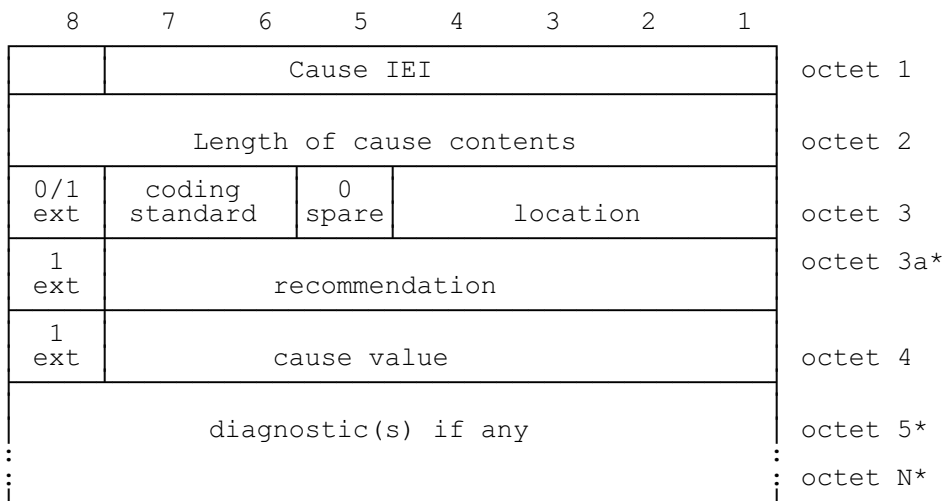 8 7 6 5 4 3 2 1
Cause IEI octet 1
Length of cause contents octet 2
0/1 coding 0
ext standard spare location octet 3
1 octet 3a*
ext recommendation
1
ext cause value octet 4
diagnostic(s) if any octet 5*
:
: octet N*